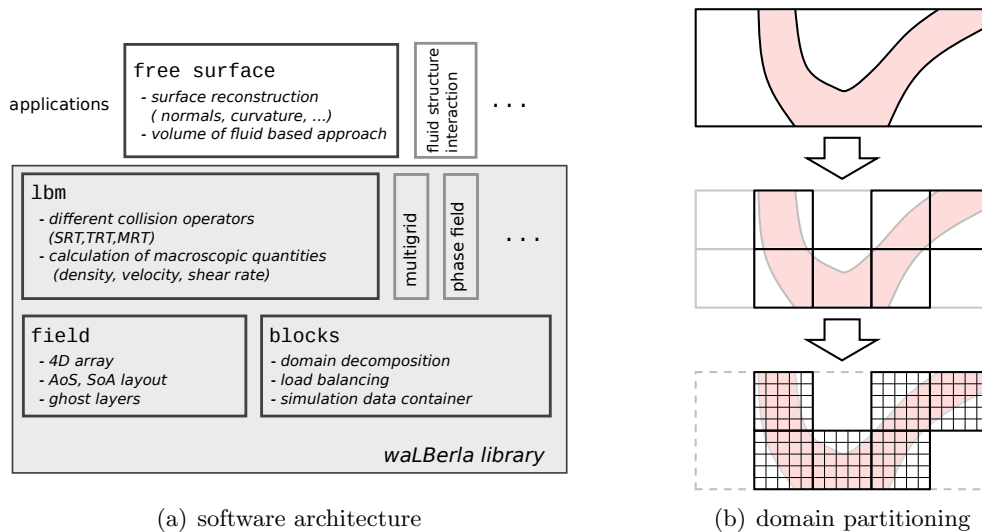 applications
free surface
- surface reconstruction
( normals, curvature, ...)
- volume of fluid based approach
fluid structure
interaction
...
lbm
- different collision operators
(SRT,TRT,MRT)
- calculation of macroscopic quantities
(density, velocity, shear rate)
multigrid
phase field
...
field
- 4D array
- AoS, SoA layout
- ghost layers
blocks
- domain decomposition
- load balancing
- simulation data container
waLBerla library
(a) software architecture
(b) domain partitioning